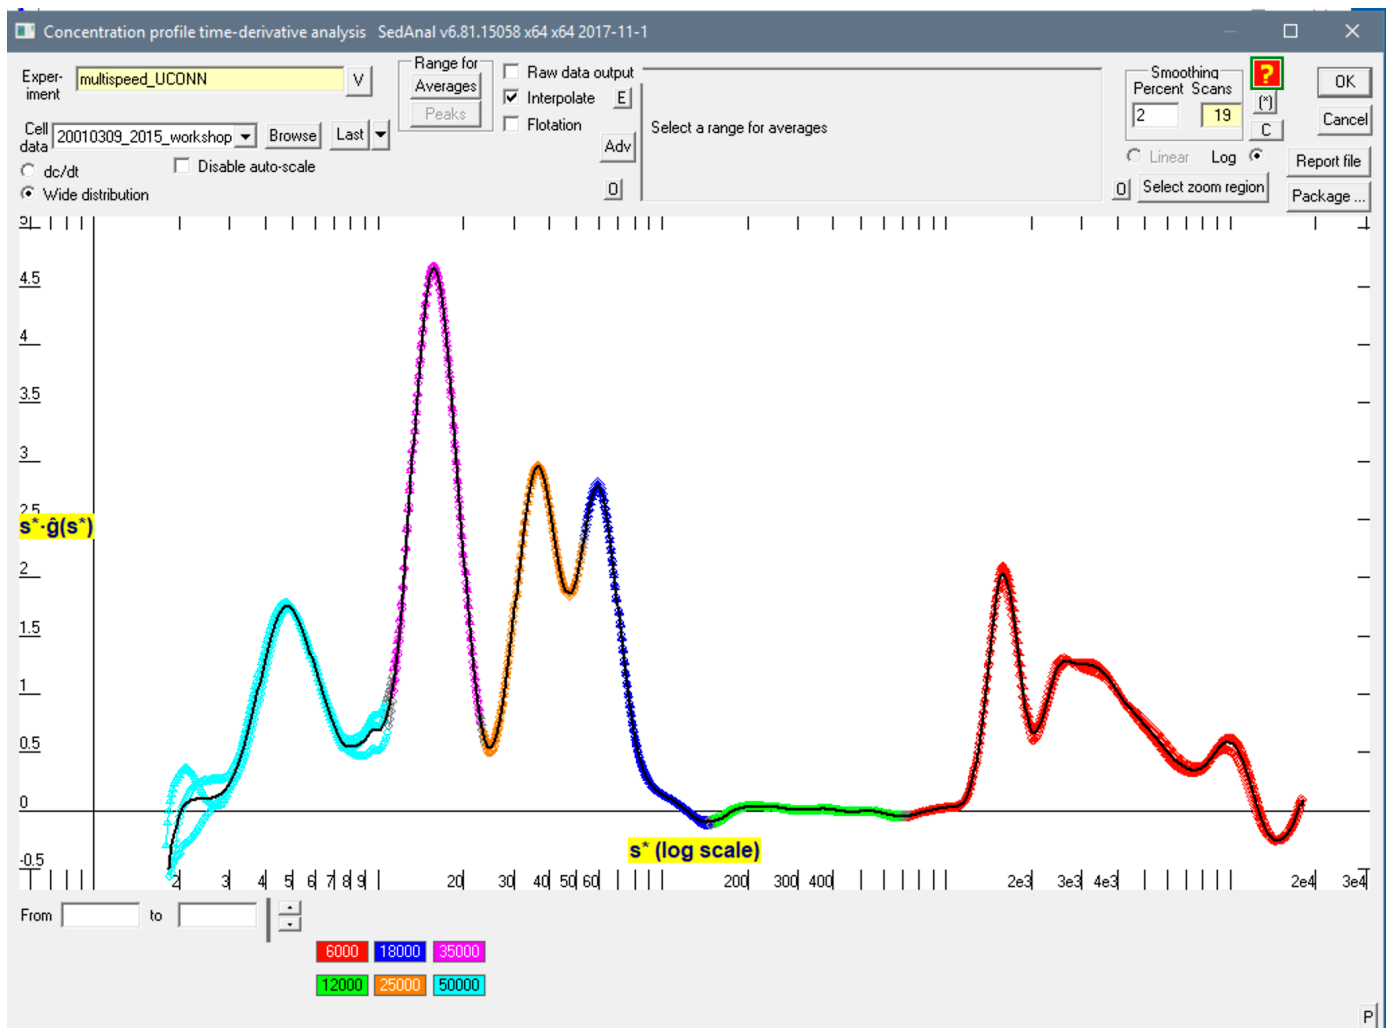 Concentration profile time-derivative analysis SedAnal v6.81.15058 x64 x64 2017-11-1
Exper-
iment
multispeed_UCONN
V
Range for
Averages
Peaks
Raw data output
Interpolate
E
Flotation
Adv
0
Select a range for averages
Smoothing
Percent Scans
2
19
?
(*)
C
OK
Cancel
Cell
data
20010309_2015_workshop
Browse
Last
dc/dt
Disable auto-scale
Wide distribution
Linear
Log
0
Select zoom region
Report file
Package ...
4.5
4
3.5
3
2.5
s*·ĝ(s*)
2
1.5
1
0.5
0
-0.5
s* (log scale)
2 3 4 5 6 7 8 9 20 30 40 50 60 200 300 400 2e3 3e3 4e3 2e4 3e4
From
to
6000 18000 35000
12000 25000 50000
P